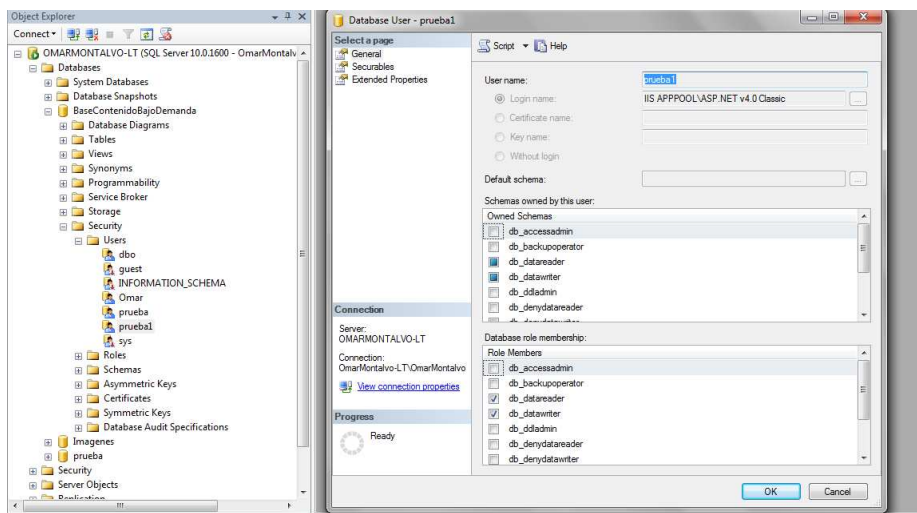 Object Explorer
Connect
OMARMONTALVO-LT (SQL Server 10.0.1600 - OmarMontalv
Databases
System Databases
Database Snapshots
BaseContenidoBajoDemanda
Database Diagrams
Tables
Views
Synonyms
Programmability
Service Broker
Storage
Security
Users
dbo
guest
INFORMATION_SCHEMA
Omar
prueba
prueba1
sys
Roles
Schemas
Asymmetric Keys
Certificates
Symmetric Keys
Database Audit Specifications
Imagenes
prueba
Security
Server Objects
Replication
Database User - prueba1
Select a page
General
Securables
Extended Properties
Connection
Server:
OMARMONTALVO-LT
Connection:
OmarMontalvo-LT\OmarMontalvo
View connection properties
Progress
Ready
Script Help
User name: prueba1
Login name: IIS APPPOOL\ASP.NET v4.0 Classic ...
Certificate name:
Key name:
Without login
Default schema: ...
Schemas owned by this user:
Owned Schemas
db_accessadmin
db_backupoperator
db_datareader
db_datawriter
db_ddladmin
db_denydatareader
db_denydatawriter
Database role membership:
Role Members
db_accessadmin
db_backupoperator
db_datareader
db_datawriter
db_ddladmin
db_denydatareader
db_denydatawriter
OK Cancel